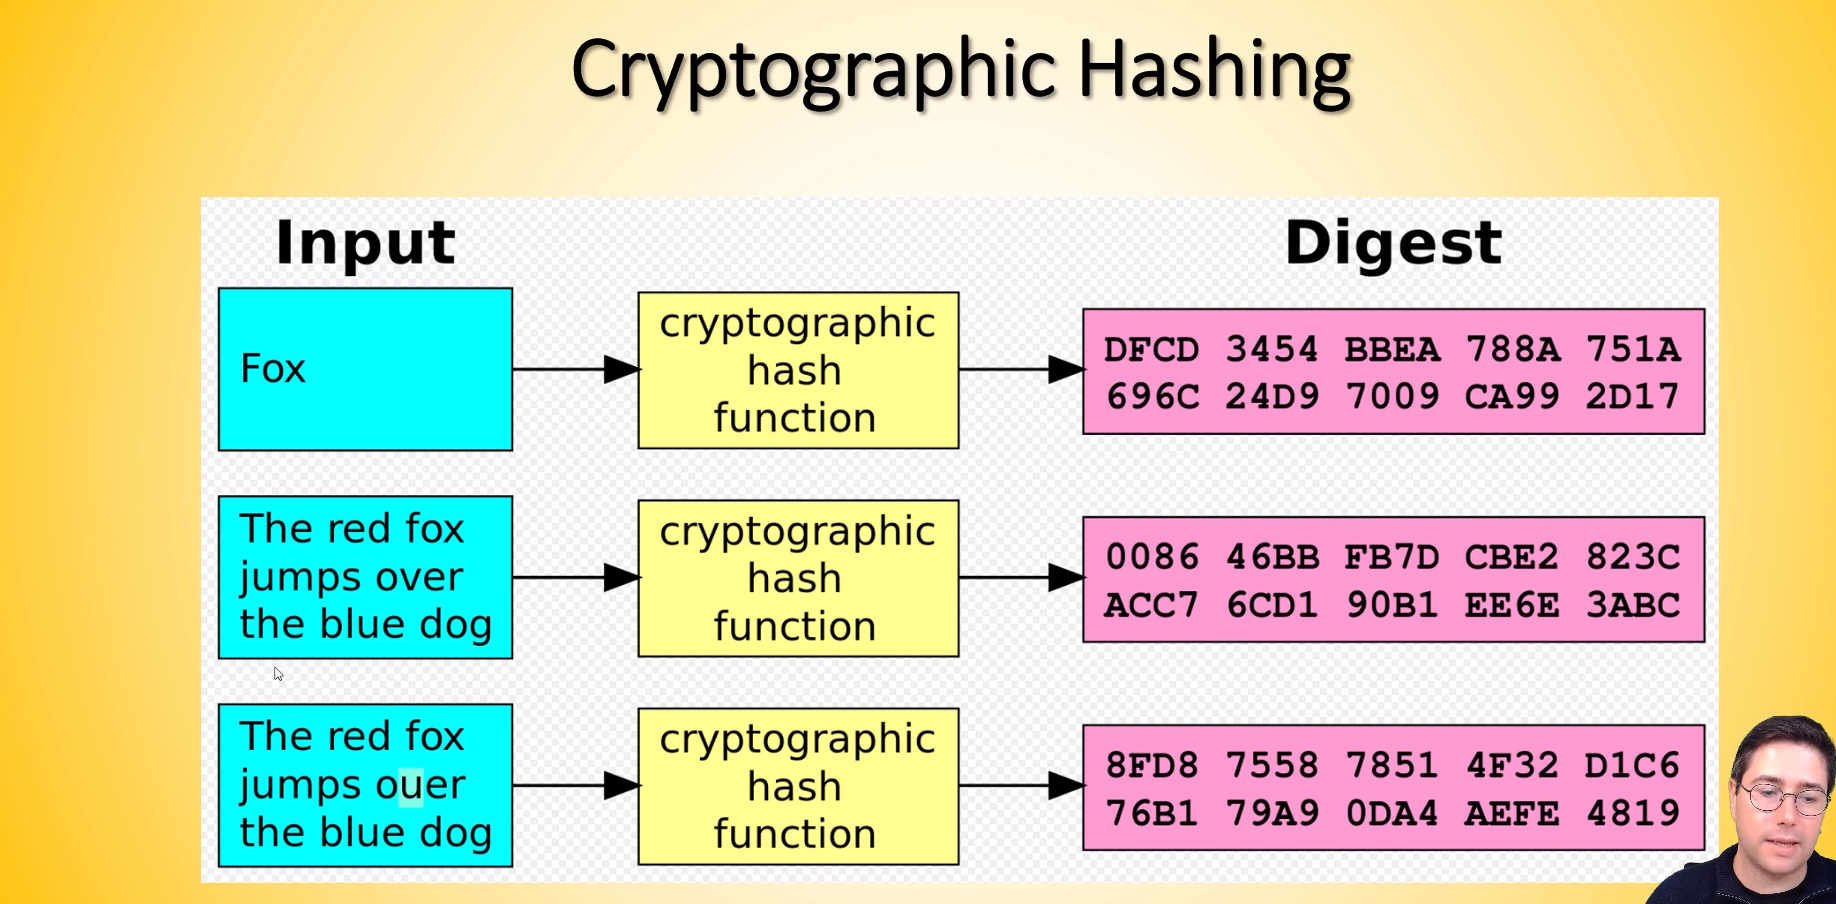 Cryptographic Hashing
Input
Digest
Fox
cryptographic
hash
function
DFCD 3454 BBEA 788A 751A
696C 24D9 7009 CA99 2D17
The red fox
jumps over
the blue dog
cryptographic
hash
function
0086 46BB FB7D CBE2 823C
ACC7 6CD1 90B1 EE6E 3ABC
The red fox
jumps ouer
the blue dog
cryptographic
hash
function
8FD8 7558 7851 4F32 D1C6
76B1 79A9 0DA4 AEFE 4819